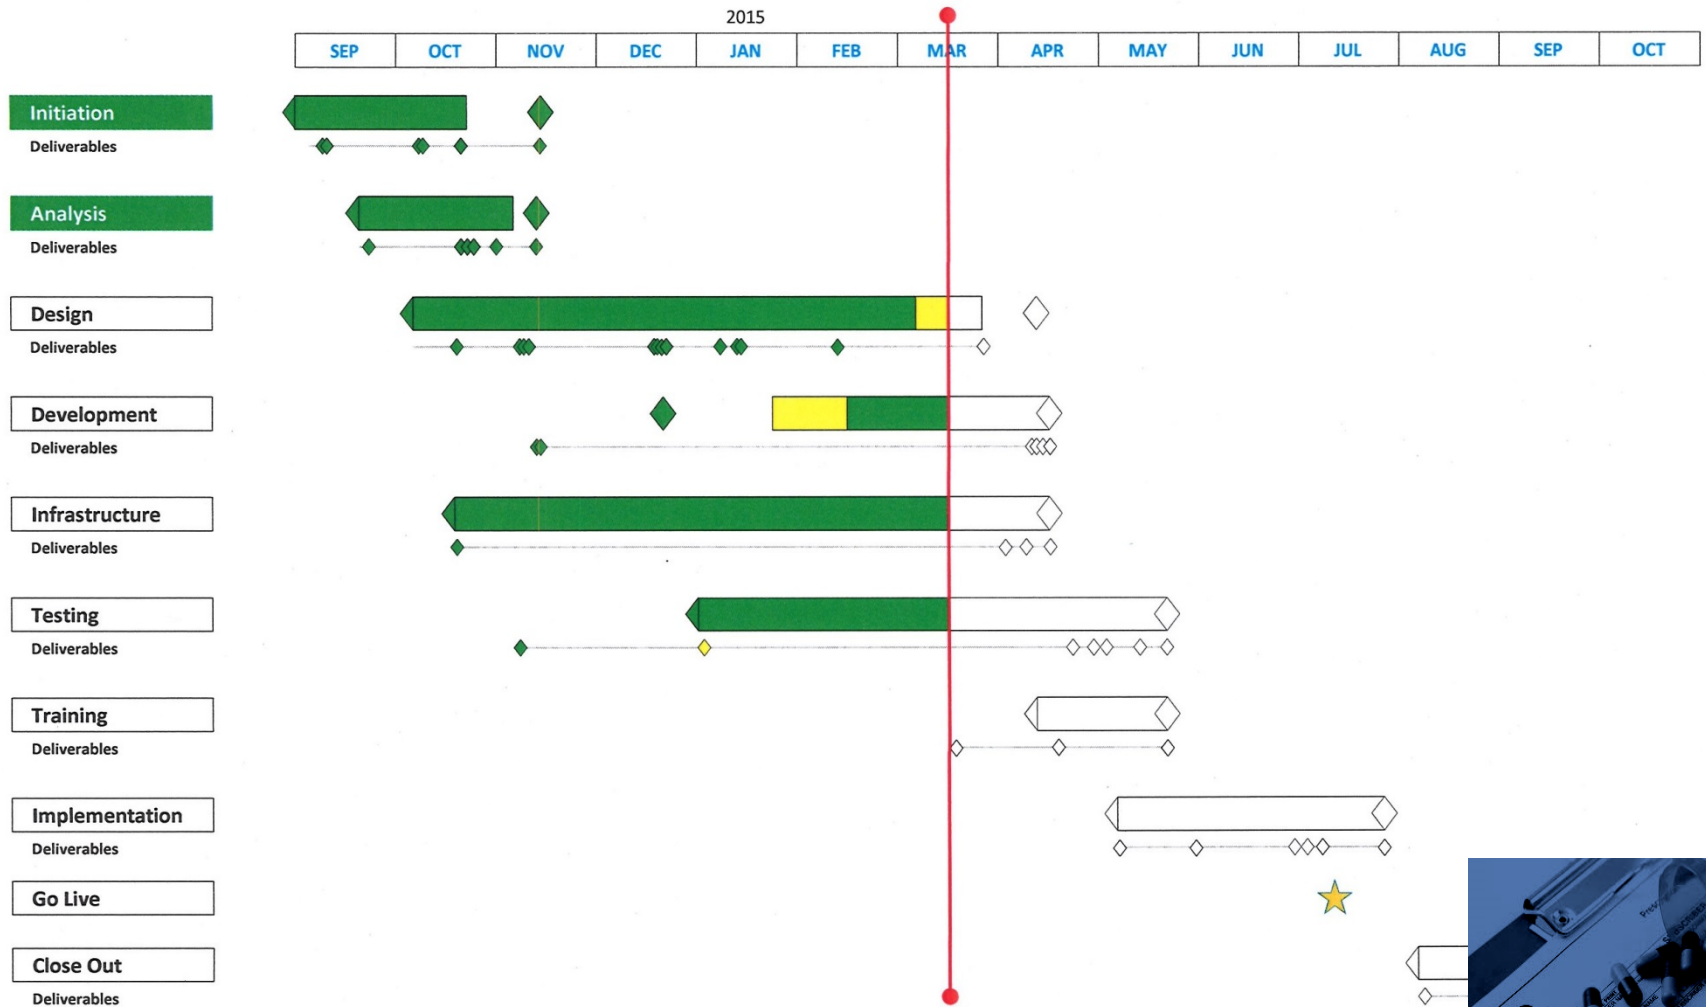 2015
SEP OCT NOV DEC JAN FEB MAR APR MAY JUN JUL AUG SEP OCT
Initiation
Deliverables
Analysis
Deliverables
Design
Deliverables
Development
Deliverables
Infrastructure
Deliverables
Testing
Deliverables
Training
Deliverables
Implementation
Deliverables
Go Live
Close Out
Deliverables